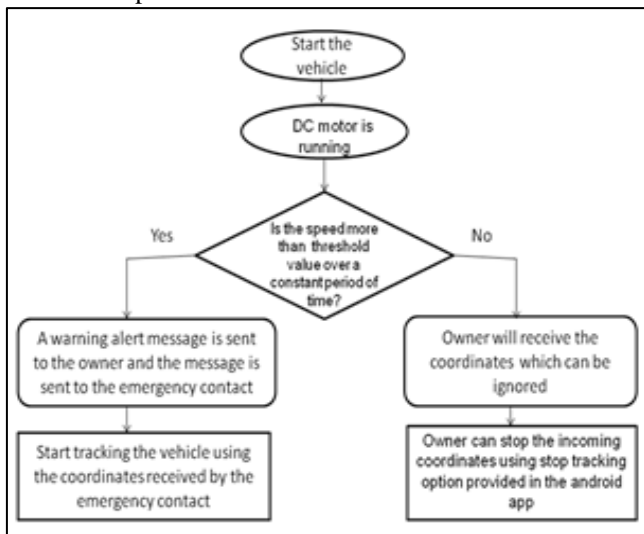 Start the
vehicle
DC motor is
running
Is the speed more
than threshold
value over a
constant period of
time?
Yes
No
A warning alert message is sent
to the owner and the message is
sent to the emergency contact
Owner will receive the
coordinates which can be
ignored
Start tracking the vehicle using
the coordinates received by the
emergency contact
Owner can stop the incoming
coordinates using stop tracking
option provided in the android
app